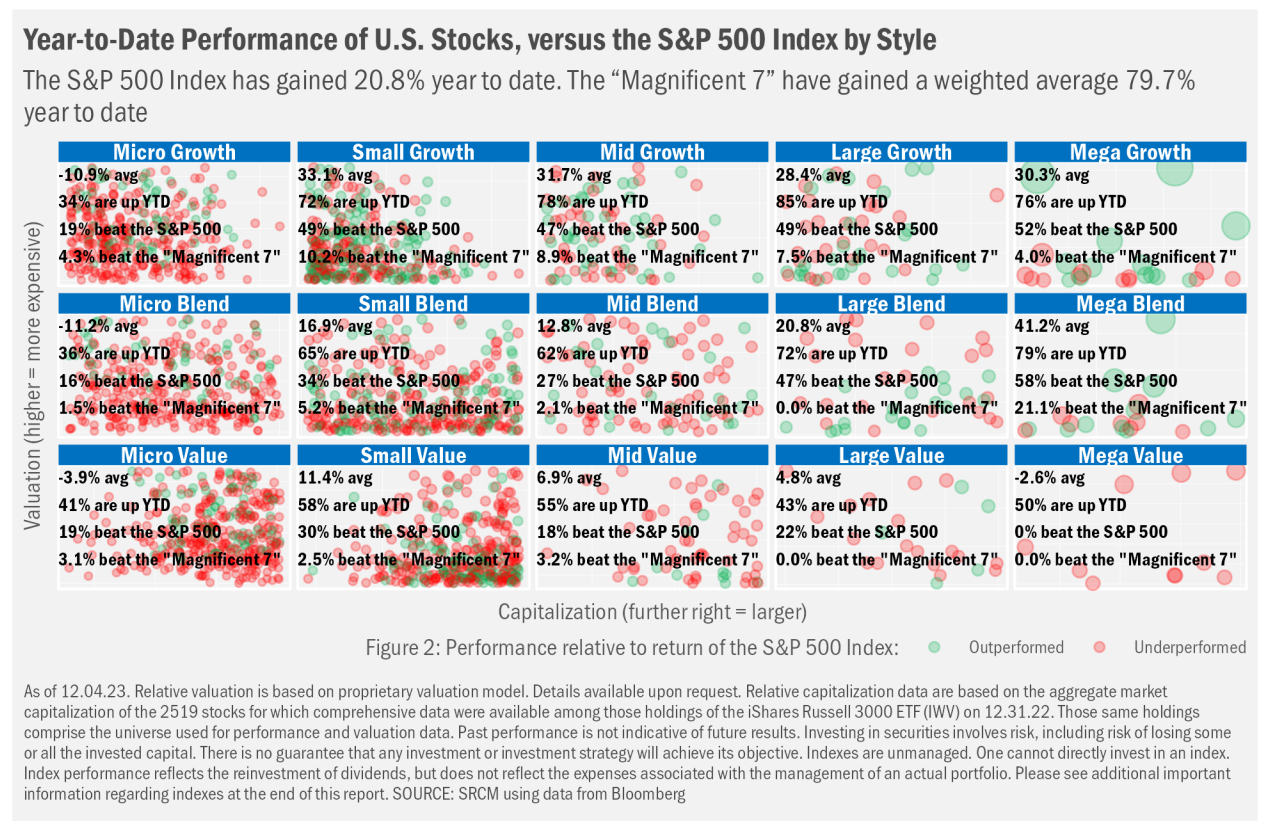 Year-to-Date Performance of U.S. Stocks, versus the S&P 500 Index by Style
The S&P 500 Index has gained 20.8% year to date. The “Magnificent 7” have gained a weighted average 79.7%
year to date
Valuation (higher = more expensive)
Micro Growth
-10.9% avg
34% are up YTD
19% beat the S&P 500
4.3% beat the "Magnificent 7"
Small Growth
33.1% avg
72% are up YTD
49% beat the S&P 500
10.2% beat the "Magnificent 7"
Mid Growth
31.7% avg
78% are up YTD
47% beat the S&P 500
8.9% beat the "Magnificent 7"
Large Growth
28.4% avg
85% are up YTD
49% beat the S&P 500
7.5% beat the "Magnificent 7"
Mega Growth
30.3% avg
76% are up YTD
52% beat the S&P 500
4.0% beat the "Magnificent 7"
Micro Blend
-11.2% avg
36% are up YTD
16% beat the S&P 500
1.5% beat the "Magnificent 7"
Small Blend
16.9% avg
65% are up YTD
34% beat the S&P 500
5.2% beat the "Magnificent 7"
Mid Blend
12.8% avg
62% are up YTD
27% beat the S&P 500
2.1% beat the "Magnificent 7"
Large Blend
20.8% avg
72% are up YTD
47% beat the S&P 500
0.0% beat the "Magnificent 7"
Mega Blend
41.2% avg
79% are up YTD
58% beat the S&P 500
21.1% beat the "Magnificent 7"
Micro Value
-3.9% avg
41% are up YTD
19% beat the S&P 500
3.1% beat the "Magnificent 7"
Small Value
11.4% avg
58% are up YTD
30% beat the S&P 500
2.5% beat the "Magnificent 7"
Mid Value
6.9% avg
55% are up YTD
18% beat the S&P 500
3.2% beat the "Magnificent 7"
Large Value
4.8% avg
43% are up YTD
22% beat the S&P 500
0.0% beat the "Magnificent 7"
Mega Value
-2.6% avg
50% are up YTD
0% beat the S&P 500
0.0% beat the "Magnificent 7"
Capitalization (further right = larger)
Figure 2: Performance relative to return of the S&P 500 Index: Outperformed Underperformed
As of 12.04.23. Relative valuation is based on proprietary valuation model. Details available upon request. Relative capitalization data are based on the aggregate market
capitalization of the 2519 stocks for which comprehensive data were available among those holdings of the iShares Russell 3000 ETF (IWV) on 12.31.22. Those same holdings
comprise the universe used for performance and valuation data. Past performance is not indicative of future results. Investing in securities involves risk, including risk of losing some
or all the invested capital. There is no guarantee that any investment or investment strategy will achieve its objective. Indexes are unmanaged. One cannot directly invest in an index.
Index performance reflects the reinvestment of dividends, but does not reflect the expenses associated with the management of an actual portfolio. Please see additional important
information regarding indexes at the end of this report. SOURCE: SRCM using data from Bloomberg